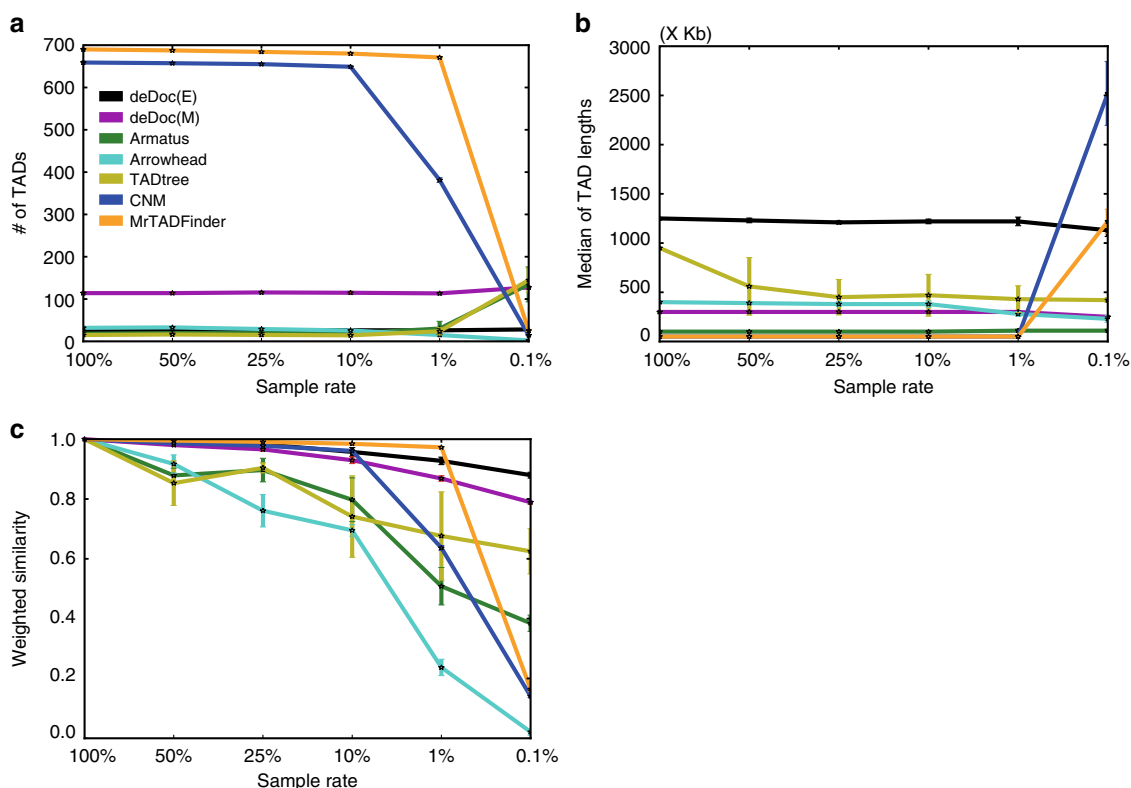 a
700
600
500
400
300
200
100
0
# of TADs
deDoc(E)
deDoc(M)
Armatus
Arrowhead
TADtree
CNM
MrTADFinder
100% 50% 25% 10% 1% 0.1%
Sample rate
b
(X Kb)
3000
2500
2000
1500
1000
500
0
Median of TAD lengths
100% 50% 25% 10% 1% 0.1%
Sample rate
c
1.0
0.8
0.6
0.4
0.2
0.0
Weighted similarity
100% 50% 25% 10% 1% 0.1%
Sample rate